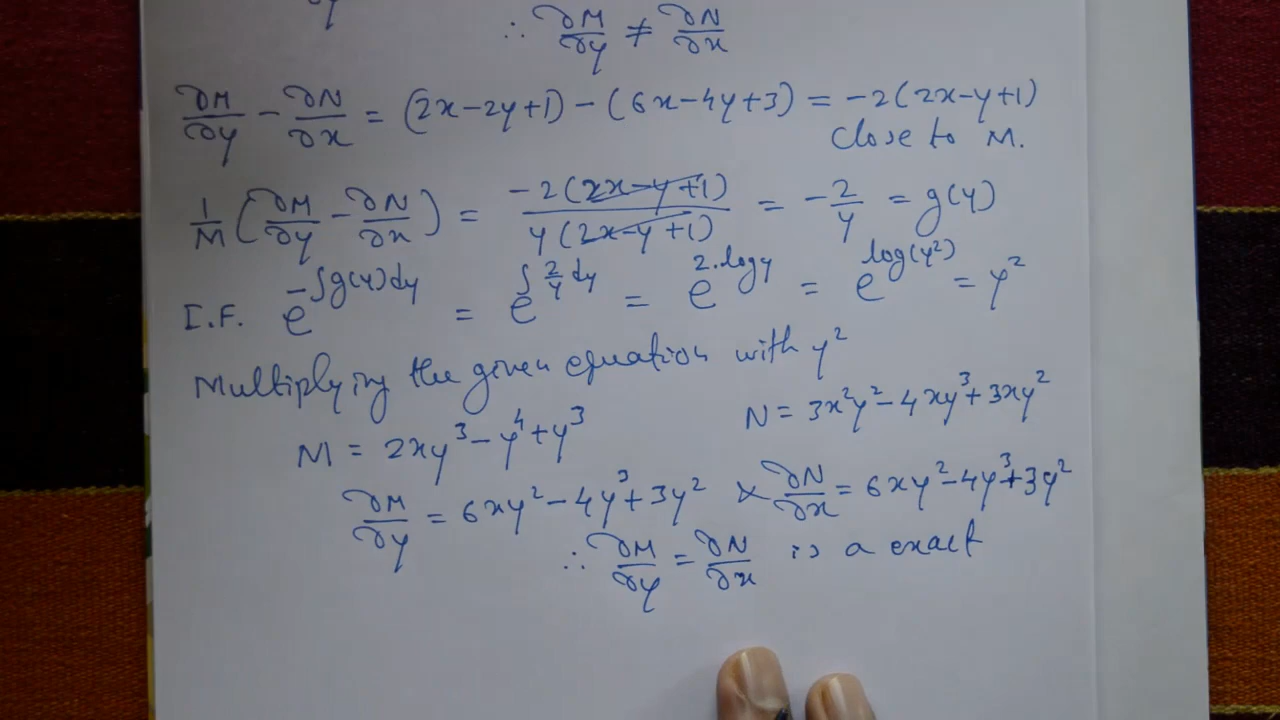 ∴ ∂M/∂y ≠ ∂N/∂x
∂M/∂y - ∂N/∂x = (2x-2y+1) - (6x-4y+3) = -2(2x-y+1)
Close to M.
1/M (∂M/∂y - ∂N/∂x) = -2(2x-y+1)/y(2x-y+1) = -2/y = g(y)
I.F. e^{-∫g(y)dy} = e^{∫2/y dy} = e^{2.logy} = e^{log(y²)} = y²
Multiplying the given equation with y²
M = 2xy³-y⁴+y³ N = 3x²y²-4xy³+3xy²
∂M/∂y = 6xy²-4y³+3y² & ∂N/∂x = 6xy²-4y³+3y²
∴ ∂M/∂y = ∂N/∂x is a exact